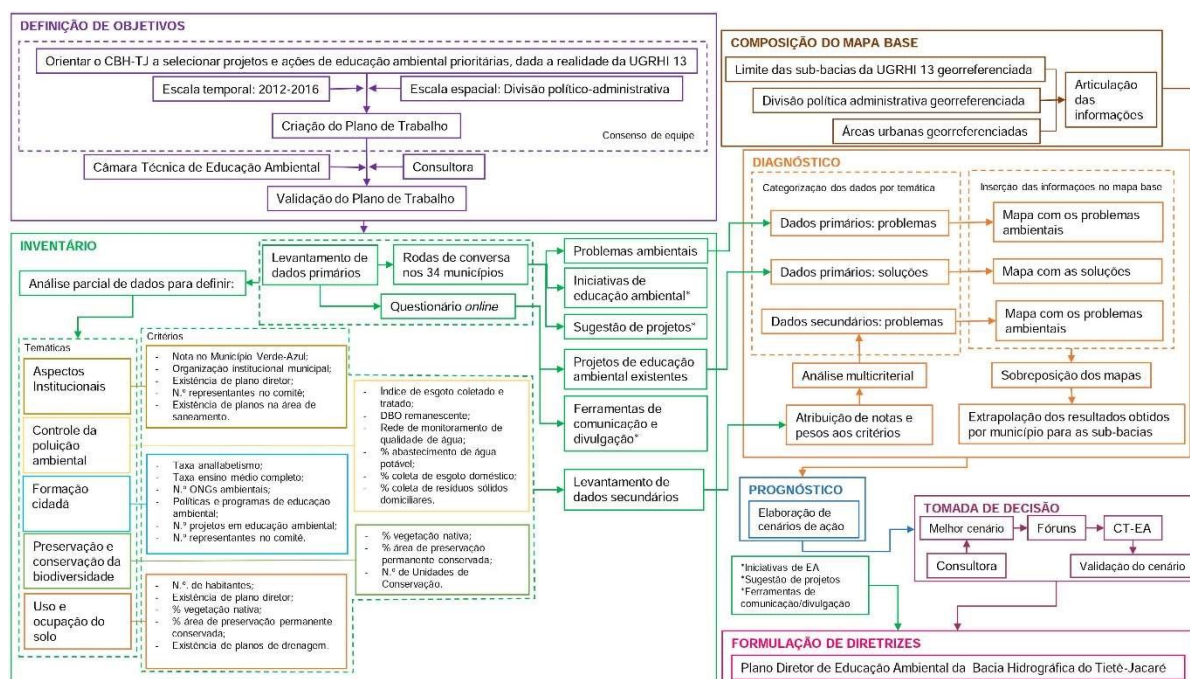 DEFINIÇÃO DE OBJETIVOS
Orientar o CBH-TJ a selecionar projetos e ações de educação ambiental prioritárias, dada a realidade da UGRHI 13
Escala temporal: 2012-2016
Escala espacial: Divisão político-administrativa
Criação do Plano de Trabalho
Consenso de equipe
Câmara Técnica de Educação Ambiental
Consultora
Validação do Plano de Trabalho
COMPOSIÇÃO DO MAPA BASE
Limite das sub-bacias da UGRHI 13 georreferenciada
Divisão política administrativa georreferenciada
Áreas urbanas georreferenciadas
Articulação
das
informações
INVENTÁRIO
Levantamento de
dados primários
Rodas de conversa
nos 34 municípios
Questionário online
Análise parcial de dados para definir:
Problemas ambientais
Iniciativas de
educação ambiental*
Sugestão de projetos*
Projetos de educação
ambiental existentes
Ferramentas de
comunicação e
divulgação*
Levantamento de
dados secundários
Temáticas
Aspectos
Institucionais
Controle da
poluição
ambiental
Formação
cidadã
Preservação e
conservação da
biodiversidade
Uso e
ocupação do
solo
Critérios
- Nota no Município Verde-Azul;
- Organização institucional municipal;
- Existência de plano diretor;
- N.º representantes no comitê;
- Existência de planos na área de
saneamento.
- Índice de esgoto coletado e
tratado;
- DBO remanescente;
- Rede de monitoramento de
qualidade de água;
- % abastecimento de água
potável;
- % coleta de esgoto doméstico;
- % coleta de resíduos sólidos
domiciliares.
- Taxa analfabetismo;
- Taxa ensino médio completo;
- N.º ONGs ambientais;
- Políticas e programas de educação
ambiental;
- N.º projetos em educação ambiental;
- N.º representantes no comitê.
- % vegetação nativa;
- % área de preservação
permanente conservada;
- N.º de Unidades de
Conservação.
- N.º. de habitantes;
- Existência de plano diretor;
- % vegetação nativa;
- % área de preservação permanente
conservada;
- Existência de planos de drenagem.
DIAGNÓSTICO
Categorização dos dados por temática
Dados primários: problemas
Dados primários: soluções
Dados secundários: problemas
Análise multicriterial
Atribuição de notas e
pesos aos critérios
Inserção das informações no mapa base
Mapa com os problemas
ambientais
Mapa com as soluções
Mapa com os problemas
ambientais
Sobreposição dos mapas
Extrapolação dos resultados obtidos
por município para as sub-bacias
PROGNÓSTICO
Elaboração de
cenários de ação
TOMADA DE DECISÃO
Melhor cenário
Fóruns
CT-EA
Consultora
Validação do cenário
*Iniciativas de EA
*Sugestão de projetos
*Ferramentas de
comunicação/divulgação
FORMULAÇÃO DE DIRETRIZES
Plano Diretor de Educação Ambiental da Bacia Hidrográfica do Tietê-Jacaré